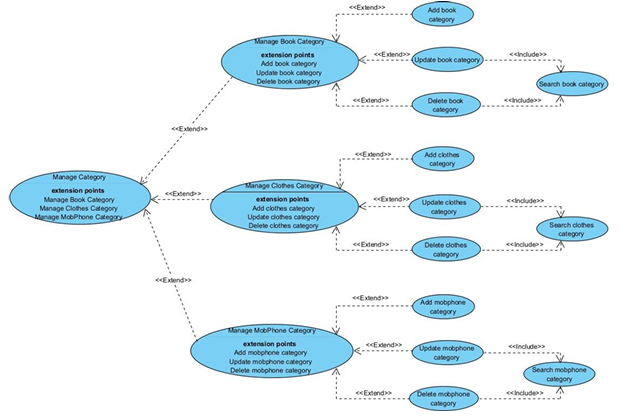 <<Extend>>
Add book
category
Manage Book Category
extension points
Add book category
Update book category
Delete book category
<<Extend>>
Update book category
<<Include>>
Search book category
<<Extend>>
Delete book
category
<<Include>>
<<Extend>>
Manage Category
extension points
Manage Book Category
Manage Clothes Category
Manage MobPhone Category
<<Extend>>
Manage Clothes Category
extension points
Add clothes category
Update clothes category
Delete clothes category
<<Extend>>
Add clothes
category
<<Extend>>
Update clothes
category
<<Include>>
Search clothes
category
<<Extend>>
Delete clothes
category
<<Include>>
<<Extend>>
Manage MobPhone Category
extension points
Add mobphone category
Update mobphone category
Delete mobphone category
<<Extend>>
Add mobphone
category
<<Extend>>
Update mobphone
category
<<Include>>
Search mobphone
category
<<Extend>>
Delete mobphone
category
<<Include>>